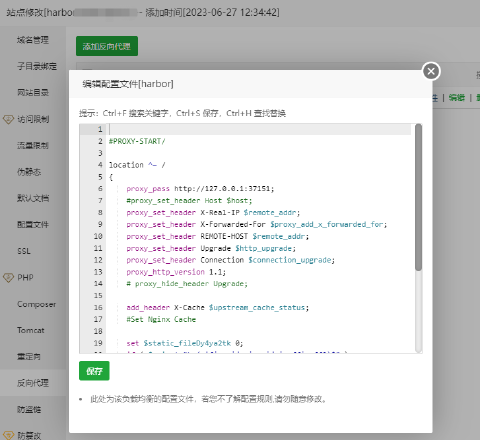 站点修改[harbor - 添加时间[2023-06-27 12:34:42]
域名管理
子目录绑定
网站目录
访问限制
流量限制
伪静态
默认文档
配置文件
SSL
PHP
Composer
Tomcat
重定向
反向代理
防盗链
防篡改
添加反向代理
编辑
编辑配置文件[harbor]
提示：Ctrl+F 搜索关键字，Ctrl+S 保存，Ctrl+H 查找替换
1
2 #PROXY-START/
3
4 location ^~ /
5 {
6 proxy_pass http://127.0.0.1:37151;
7 #proxy_set_header Host $host;
8 proxy_set_header X-Real-IP $remote_addr;
9 proxy_set_header X-Forwarded-For $proxy_add_x_forwarded_for;
10 proxy_set_header REMOTE-HOST $remote_addr;
11 proxy_set_header Upgrade $http_upgrade;
12 proxy_set_header Connection $connection_upgrade;
13 proxy_http_version 1.1;
14 # proxy_hide_header Upgrade;
15
16 add_header X-Cache $upstream_cache_status;
17 #Set Nginx Cache
18
19 set $static_fileDy4ya2tk 0;
保存
此处为该负载均衡的配置文件，若您不了解配置规则,请勿随意修改。